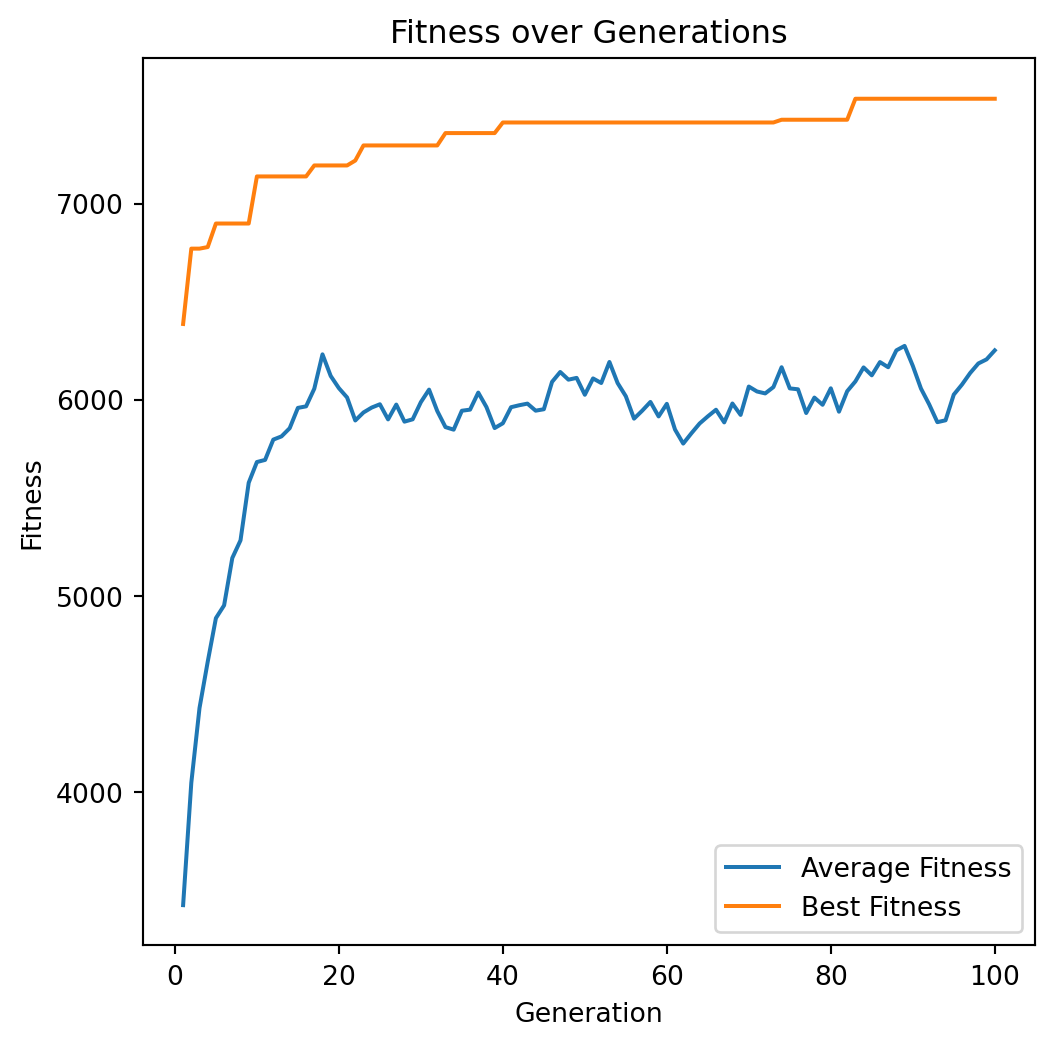 Fitness over Generations
7000
6000
5000
4000
Fitness
0 20 40 60 80 100
Generation
Average Fitness
Best Fitness